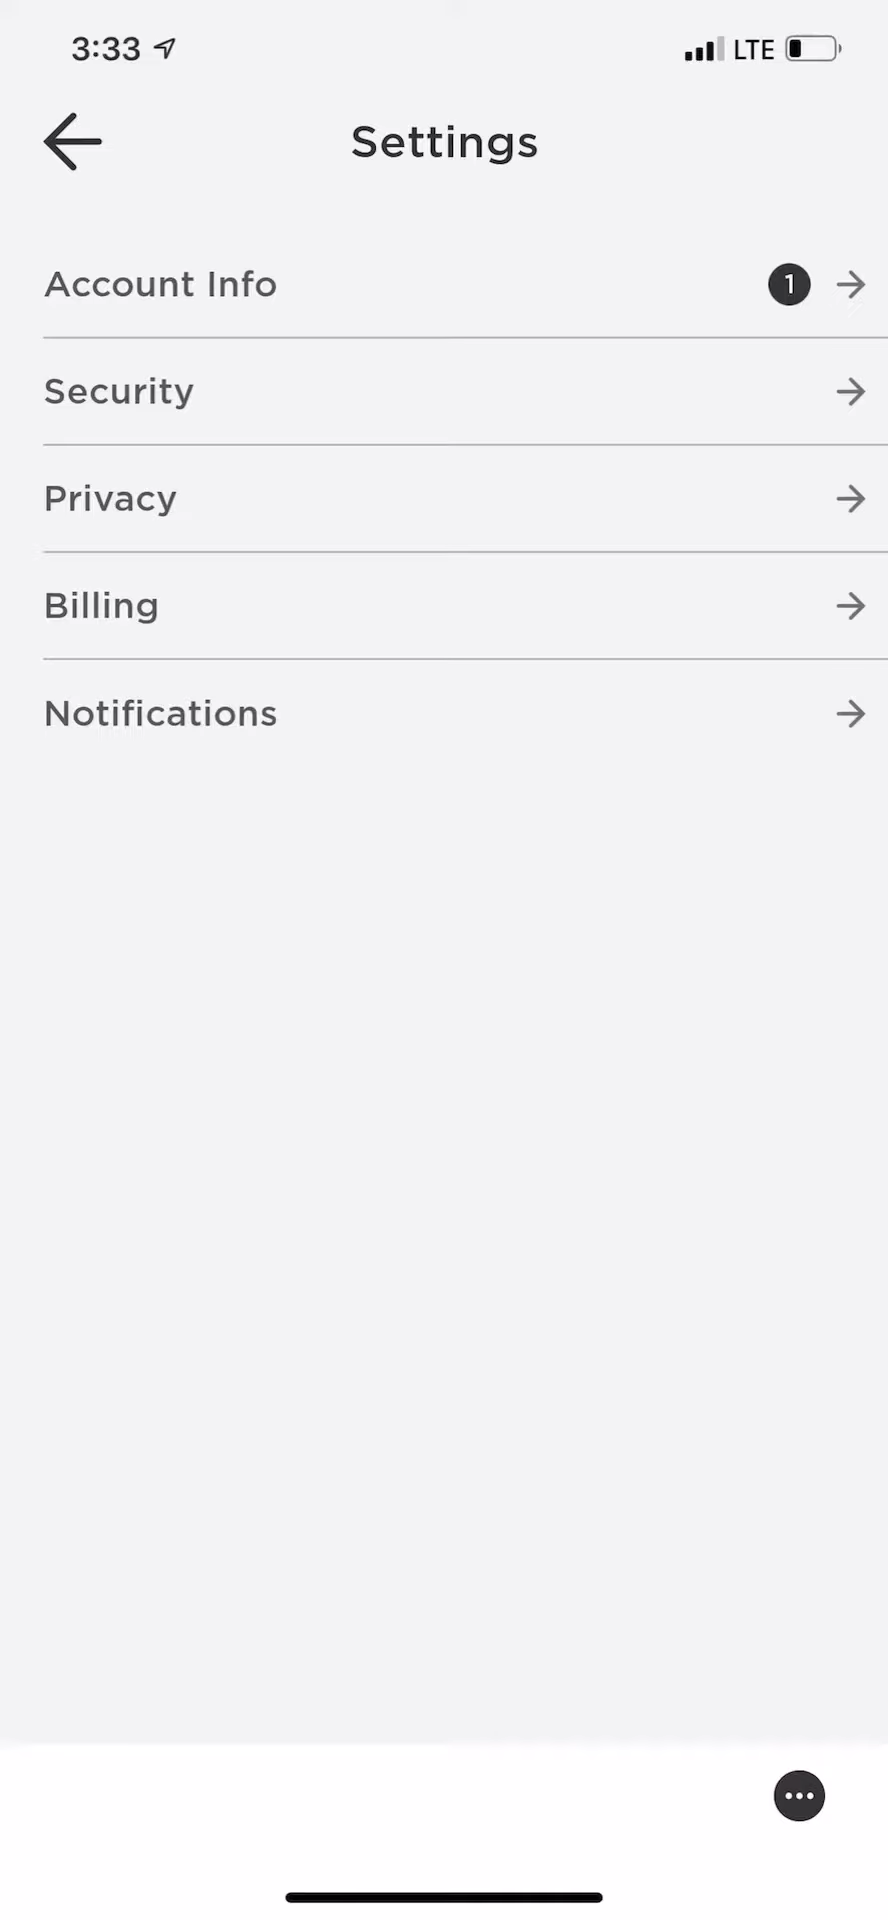 3:33 LTE
Settings
Account Info 1
Security
Privacy
Billing
Notifications